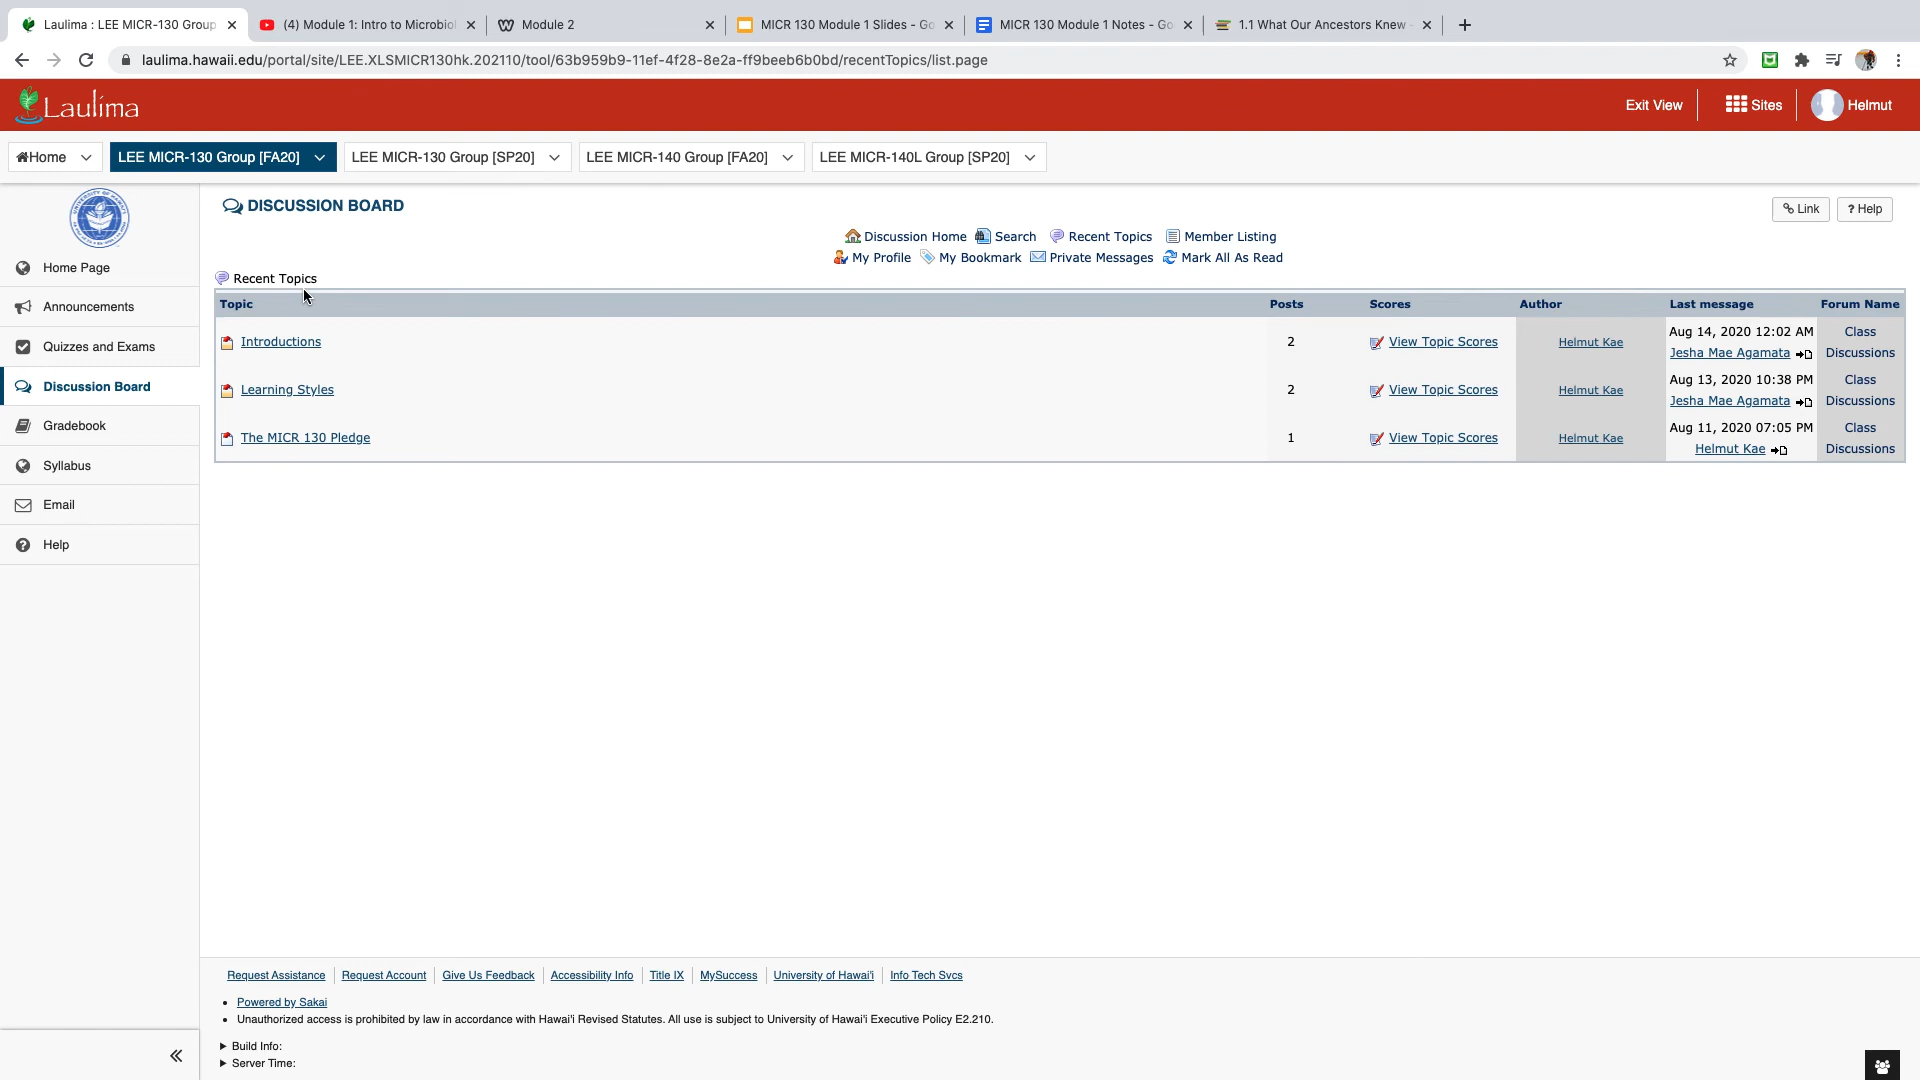 Laulima : LEE MICR-130 Group
(4) Module 1: Intro to Microbiol
Module 2
MICR 130 Module 1 Slides - Go
MICR 130 Module 1 Notes - Go
1.1 What Our Ancestors Knew -
laulima.hawaii.edu/portal/site/LEE.XLSMICR130hk.202110/tool/63b959b9-11ef-4f28-8e2a-ff9beeb6b0bd/recentTopics/list.page
Laulima
Exit View
Sites
Helmut
Home
LEE MICR-130 Group [FA20]
LEE MICR-130 Group [SP20]
LEE MICR-140 Group [FA20]
LEE MICR-140L Group [SP20]
Home Page
Announcements
Quizzes and Exams
Discussion Board
Gradebook
Syllabus
Email
Help
DISCUSSION BOARD
Link
? Help
Discussion Home Search Recent Topics Member Listing
My Profile My Bookmark Private Messages Mark All As Read
Recent Topics
Topic Posts Scores Author Last message Forum Name
Introductions 2 View Topic Scores Helmut Kae Aug 14, 2020 12:02 AM Class
Jesha Mae Agamata Discussions
Learning Styles 2 View Topic Scores Helmut Kae Aug 13, 2020 10:38 PM Class
Jesha Mae Agamata Discussions
The MICR 130 Pledge 1 View Topic Scores Helmut Kae Aug 11, 2020 07:05 PM Class
Helmut Kae Discussions
Request Assistance Request Account Give Us Feedback Accessibility Info Title IX MySuccess University of Hawai'i Info Tech Svcs
Powered by Sakai
Unauthorized access is prohibited by law in accordance with Hawai'i Revised Statutes. All use is subject to University of Hawai'i Executive Policy E2.210.
Build Info:
Server Time: